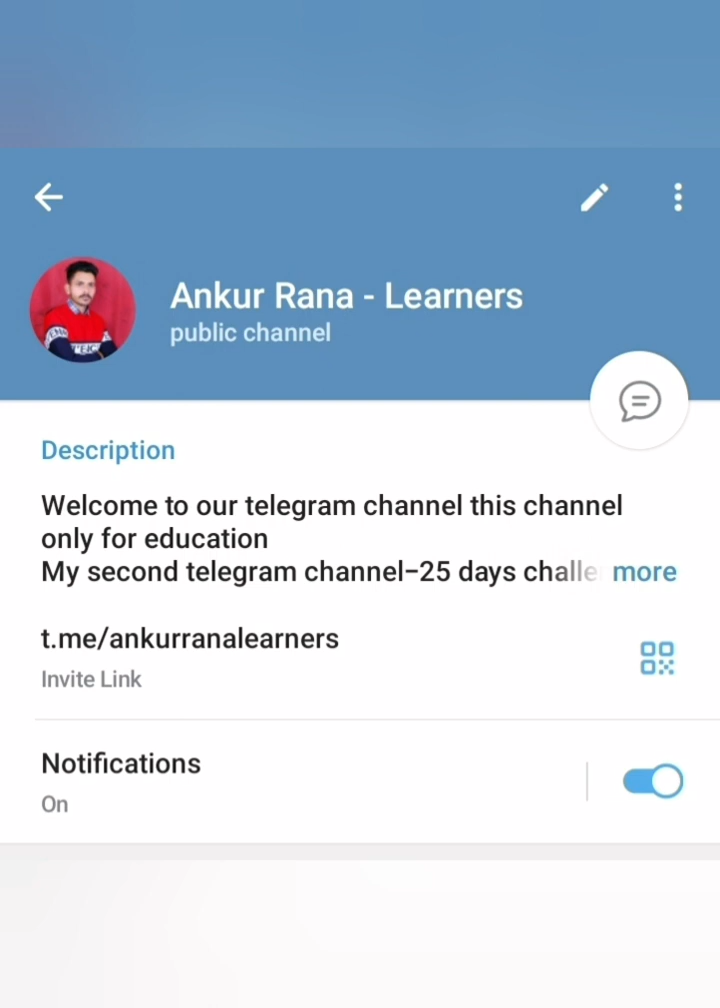 Ankur Rana - Learners
public channel
Description
Welcome to our telegram channel this channel
only for education
My second telegram channel-25 days challe more
t.me/ankurranalearners
Invite Link
Notifications
On